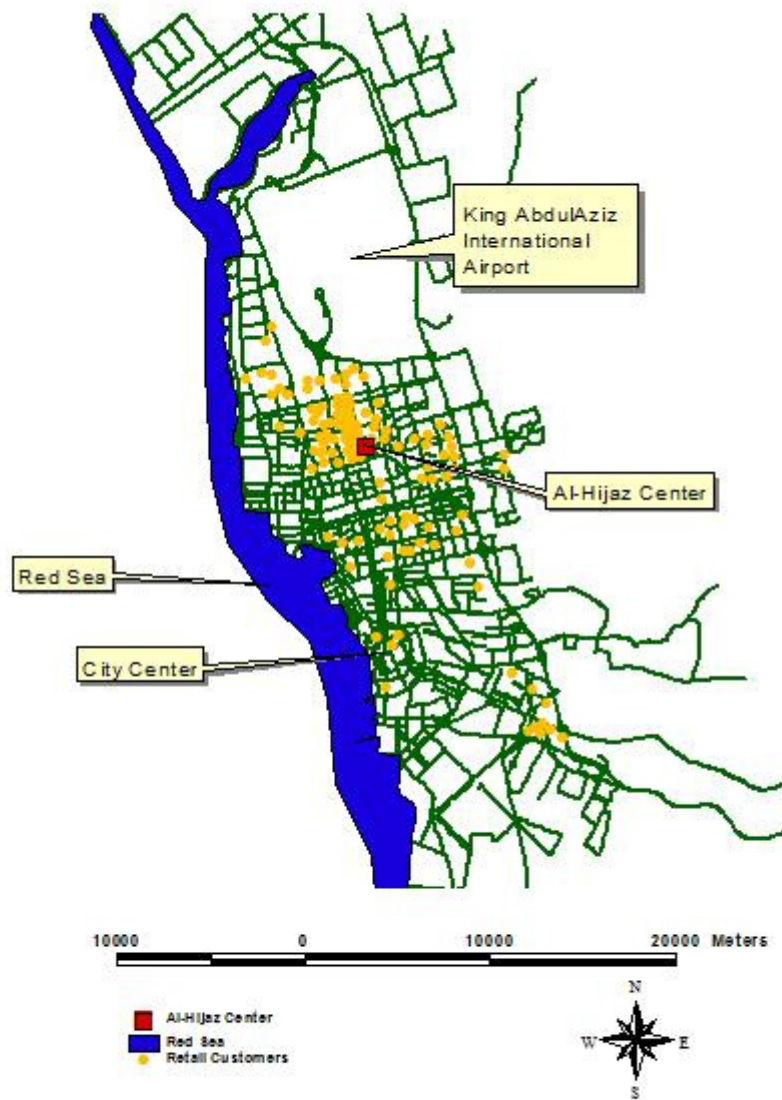 King AbdulAziz
International
Airport
Al-Hijaz Center
Red Sea
City Center
10000 0 10000 20000 Meters
Al-Hijaz Center
Red Sea
Retail Customers
N
W E
S